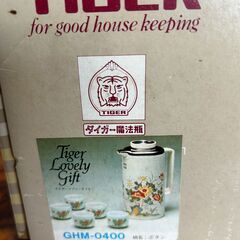 TIGER
for good house keeping
TIGER
タイガー魔法瓶
Tiger
Lovely
Gift
GHM-0400